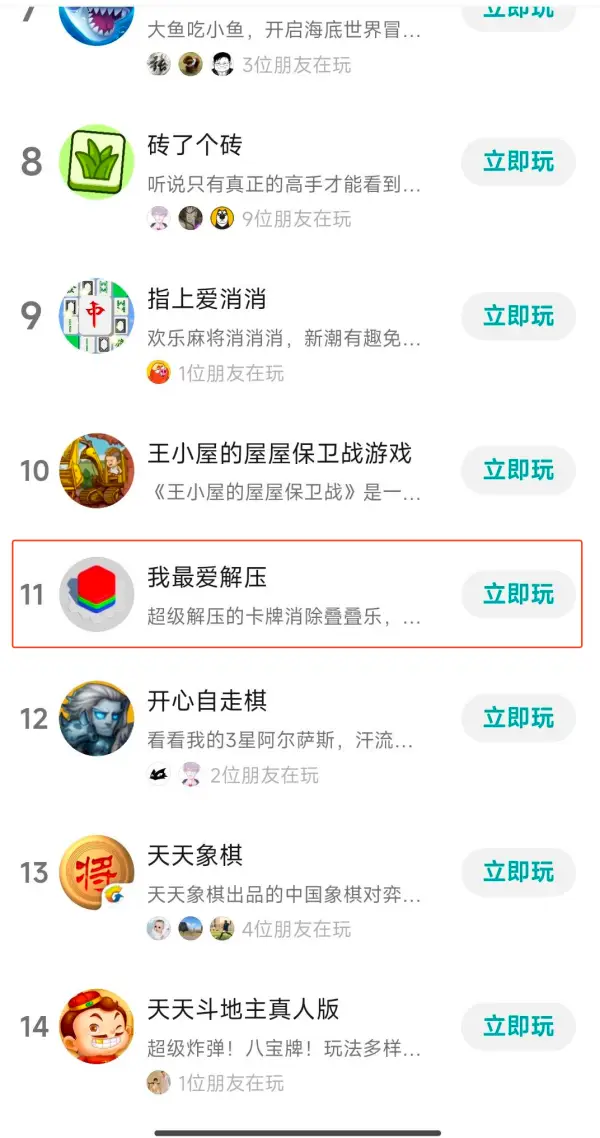 7
立即玩
大鱼吃小鱼，开启海底世界冒...
3位朋友在玩
8
砖了个砖
立即玩
听说只有真正的高手才能看到...
9位朋友在玩
9
指上爱消消
立即玩
欢乐麻将消消消，新潮有趣免...
1位朋友在玩
10
王小屋的屋屋保卫战游戏
立即玩
《王小屋的屋屋保卫战》是一...
11
我最爱解压
立即玩
超级解压的卡牌消除叠叠乐，...
12
开心自走棋
立即玩
看看我的3星阿尔萨斯，汗流...
2位朋友在玩
13
将
天天象棋
立即玩
天天象棋出品的中国象棋对弈...
4位朋友在玩
14
天天斗地主真人版
立即玩
超级炸弹！八宝牌！玩法多样...
1位朋友在玩